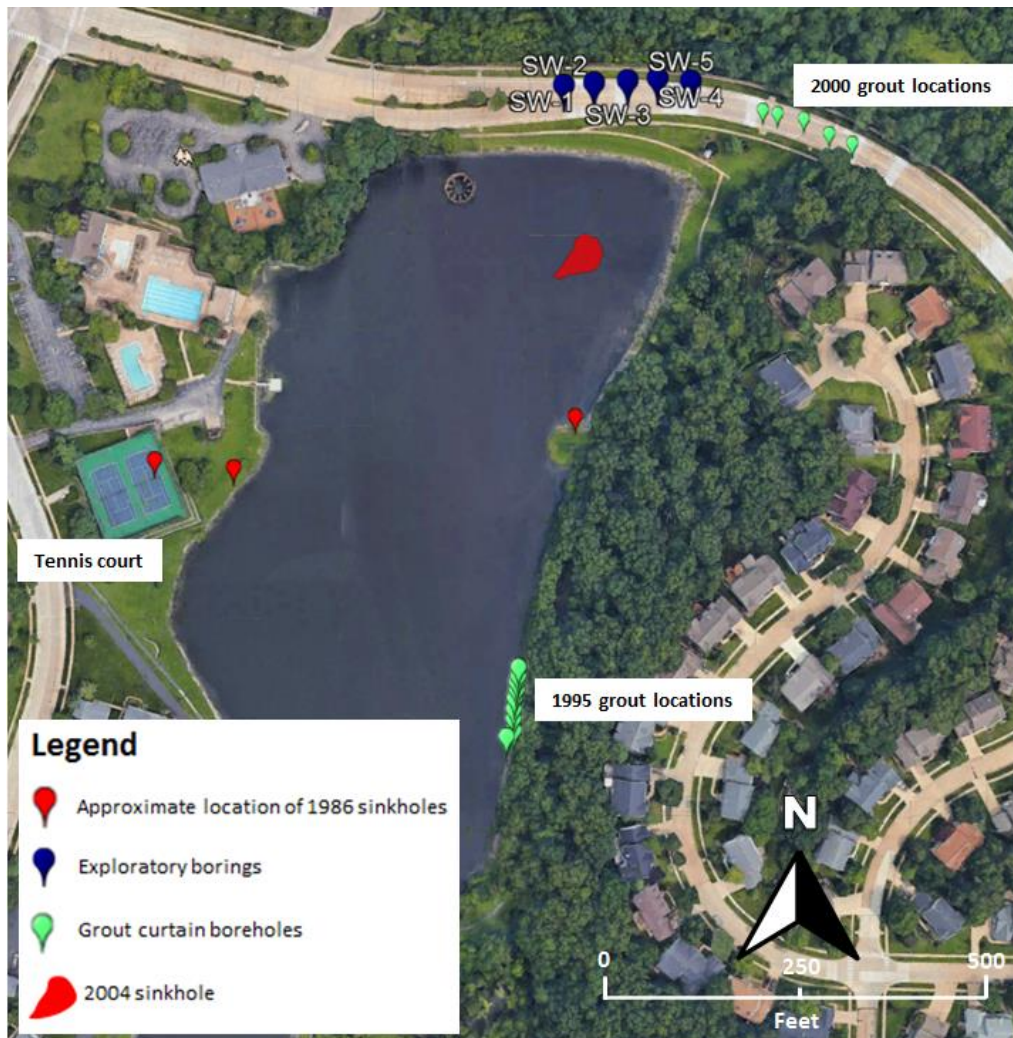 SW-2
SW-5
SW-1
SW-4
SW-3
2000 grout locations
Tennis court
1995 grout locations
Legend
Approximate location of 1986 sinkholes
Exploratory borings
Grout curtain boreholes
2004 sinkhole
N
0
250
500
Feet